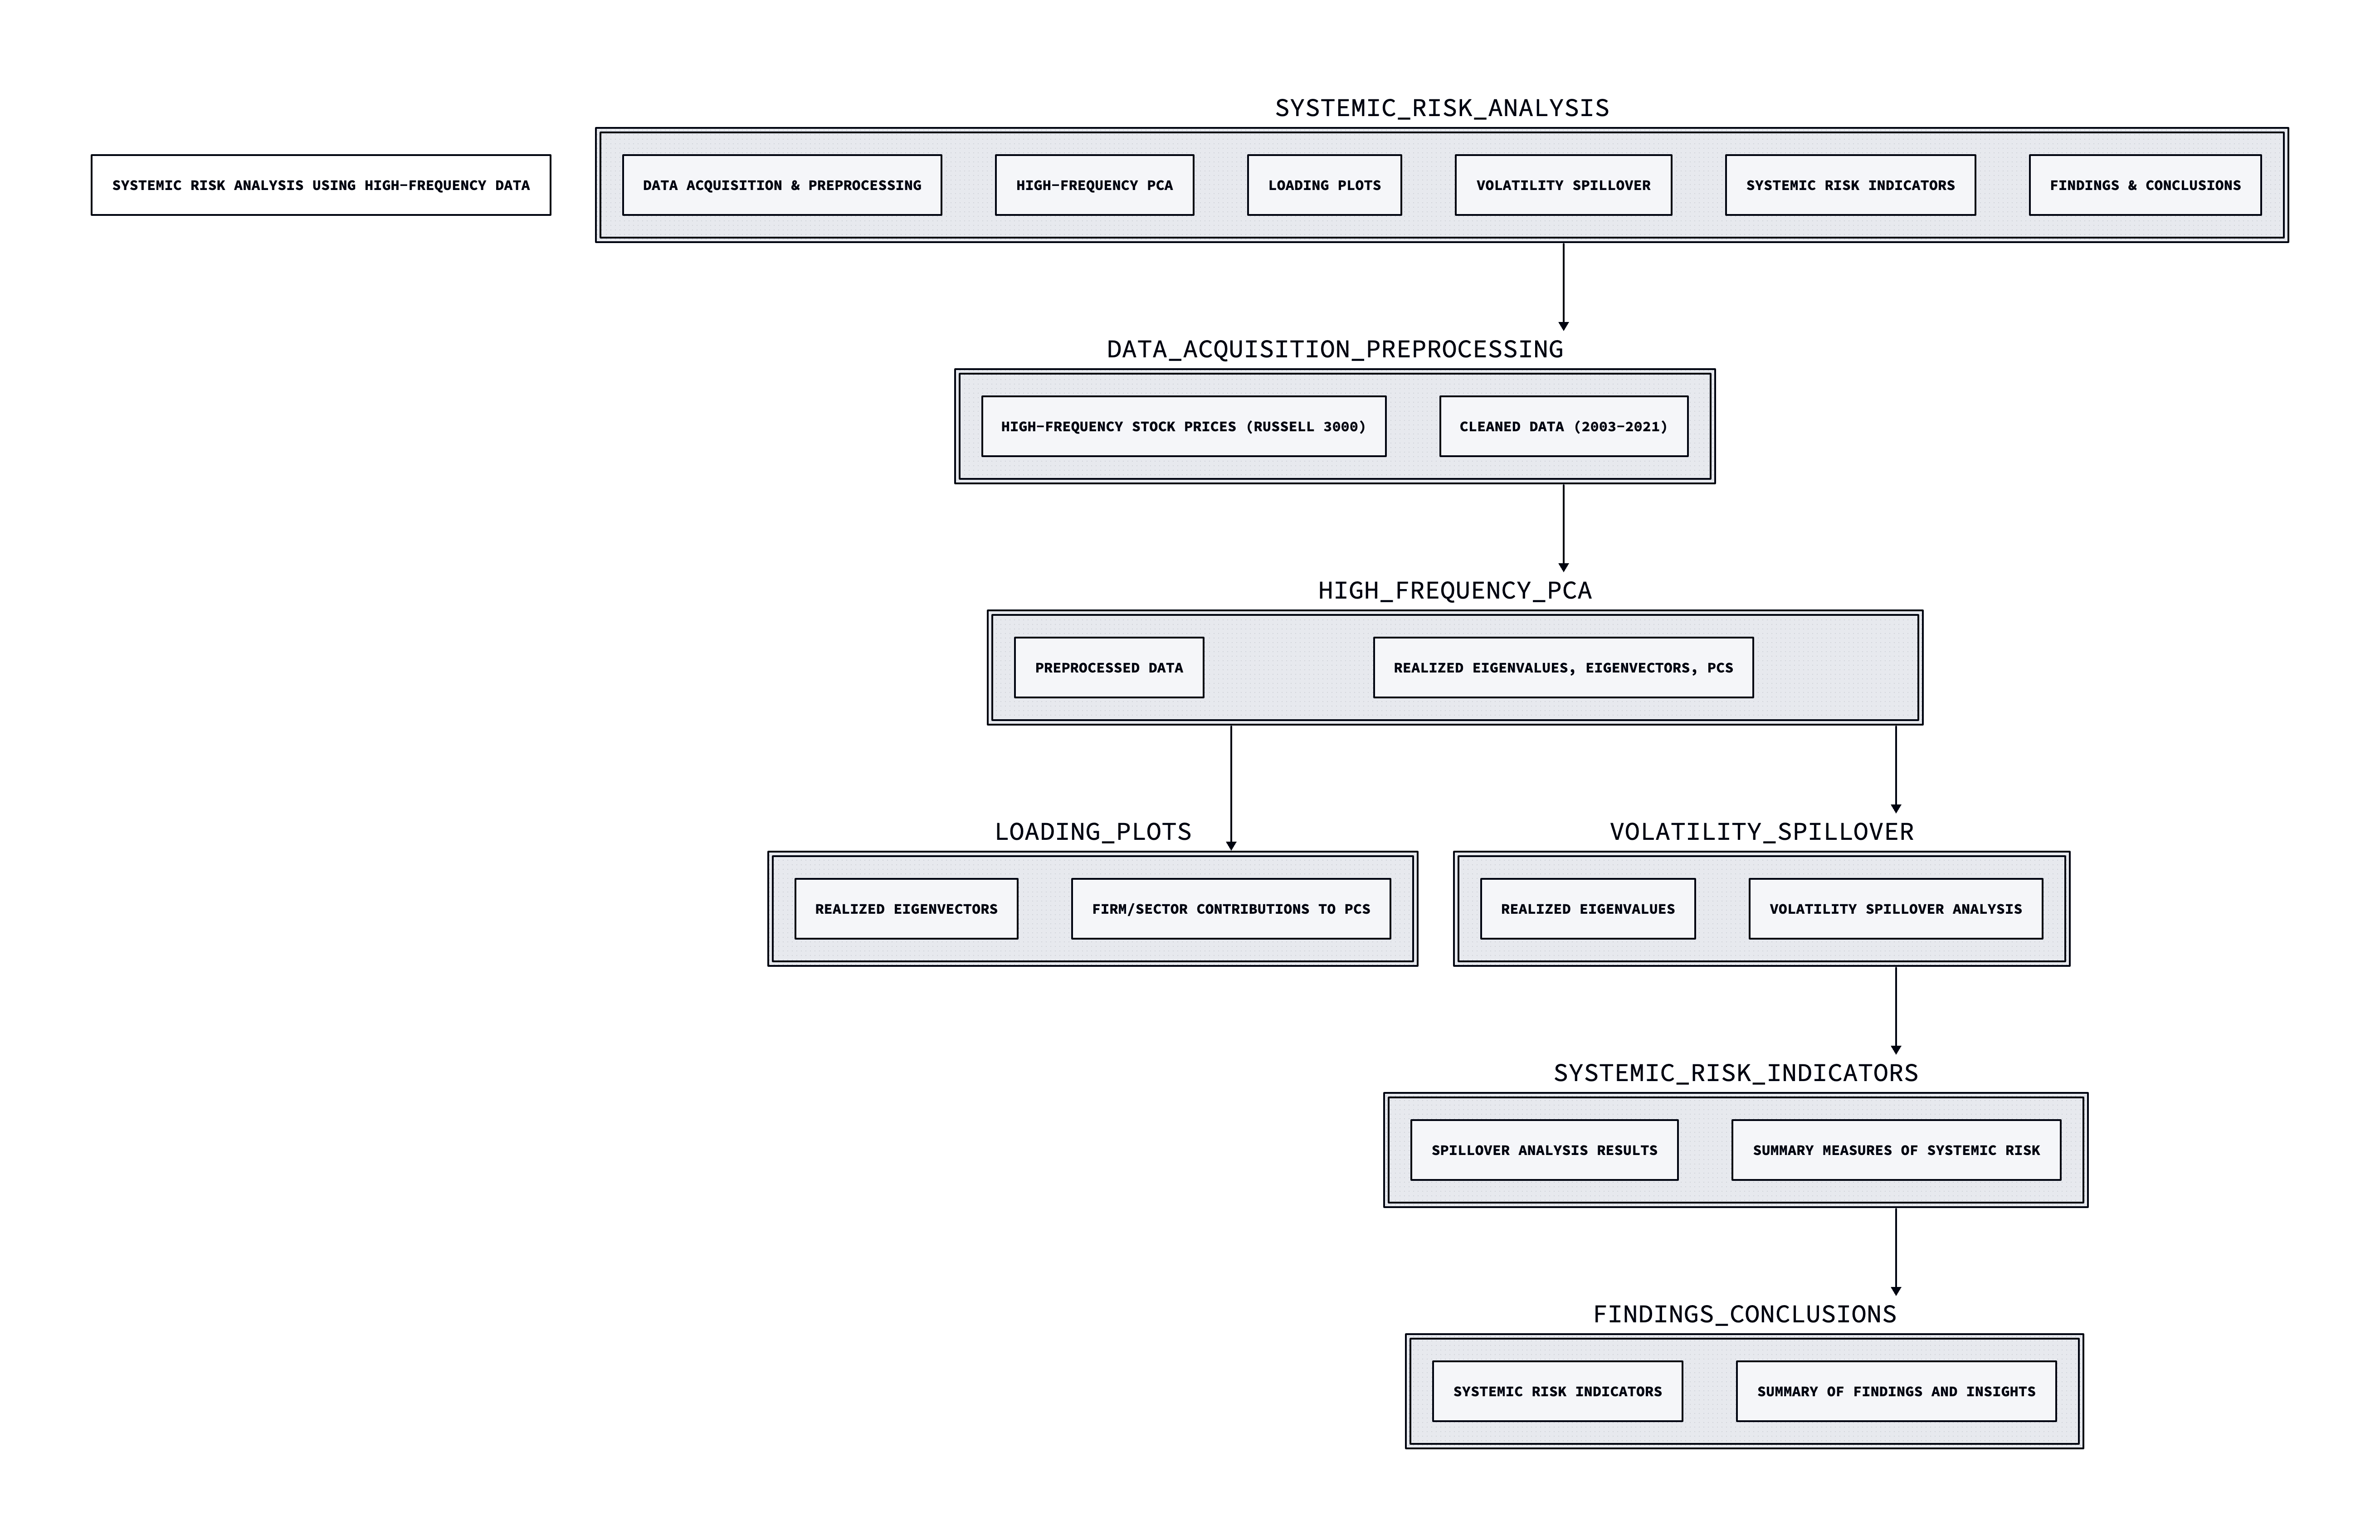 SYSTEMIC_RISK_ANALYSIS
SYSTEMIC RISK ANALYSIS USING HIGH-FREQUENCY DATA
DATA ACQUISITION & PREPROCESSING
HIGH-FREQUENCY PCA
LOADING PLOTS
VOLATILITY SPILLOVER
SYSTEMIC RISK INDICATORS
FINDINGS & CONCLUSIONS
DATA_ACQUISITION_PREPROCESSING
HIGH-FREQUENCY STOCK PRICES (RUSSELL 3000)
CLEANED DATA (2003-2021)
HIGH_FREQUENCY_PCA
PREPROCESSED DATA
REALIZED EIGENVALUES, EIGENVECTORS, PCS
LOADING_PLOTS
REALIZED EIGENVECTORS
FIRM/SECTOR CONTRIBUTIONS TO PCS
VOLATILITY_SPILLOVER
REALIZED EIGENVALUES
VOLATILITY SPILLOVER ANALYSIS
SYSTEMIC_RISK_INDICATORS
SPILLOVER ANALYSIS RESULTS
SUMMARY MEASURES OF SYSTEMIC RISK
FINDINGS_CONCLUSIONS
SYSTEMIC RISK INDICATORS
SUMMARY OF FINDINGS AND INSIGHTS